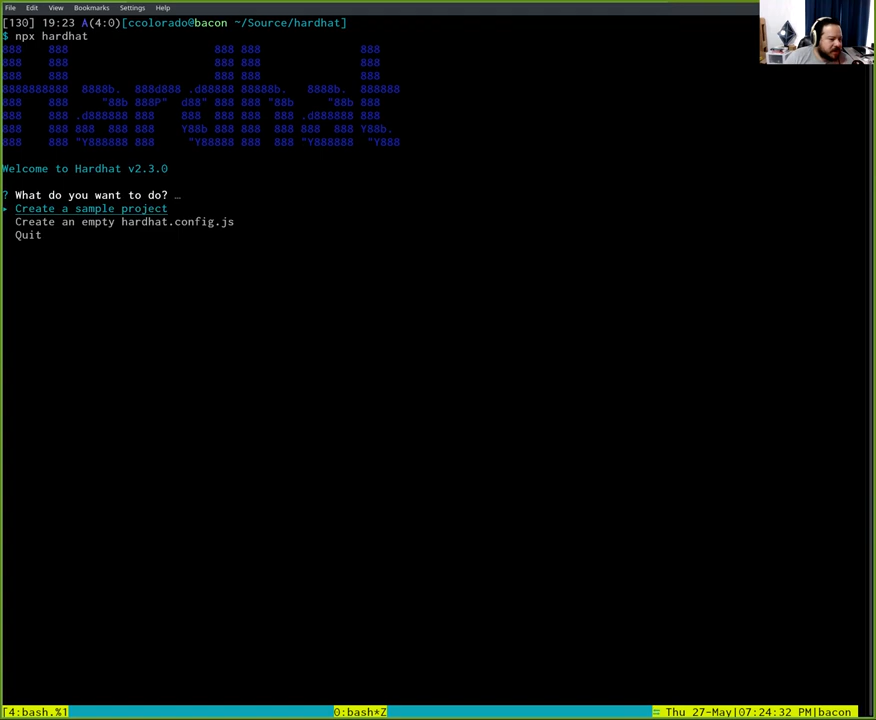 File Edit View Bookmarks Settings Help
[130] 19:23 A(4:0)[ccolorado@bacon ~/Source/hardhat]
$ npx hardhat
888    888                      888 888               888
888    888                      888 888               888
888    888                      888 888               888
8888888888  8888b.  888d888 .d88888 88888b.   8888b.  888888
888    888     "88b 888P"  d88" 888 888 "88b     "88b 888
888    888 .d888888 888    888  888 888  888 .d888888 888
888    888 888  888 888    Y88b 888 888  888 888  888 Y88b.
888    888 "Y888888 888     "Y88888 888  888 "Y888888  "Y888
Welcome to Hardhat v2.3.0
? What do you want to do? …
▸ Create a sample project
Create an empty hardhat.config.js
Quit
[4:bash.%1 0:bash*Z = Thu 27-May|07:24:32 PM|bacon